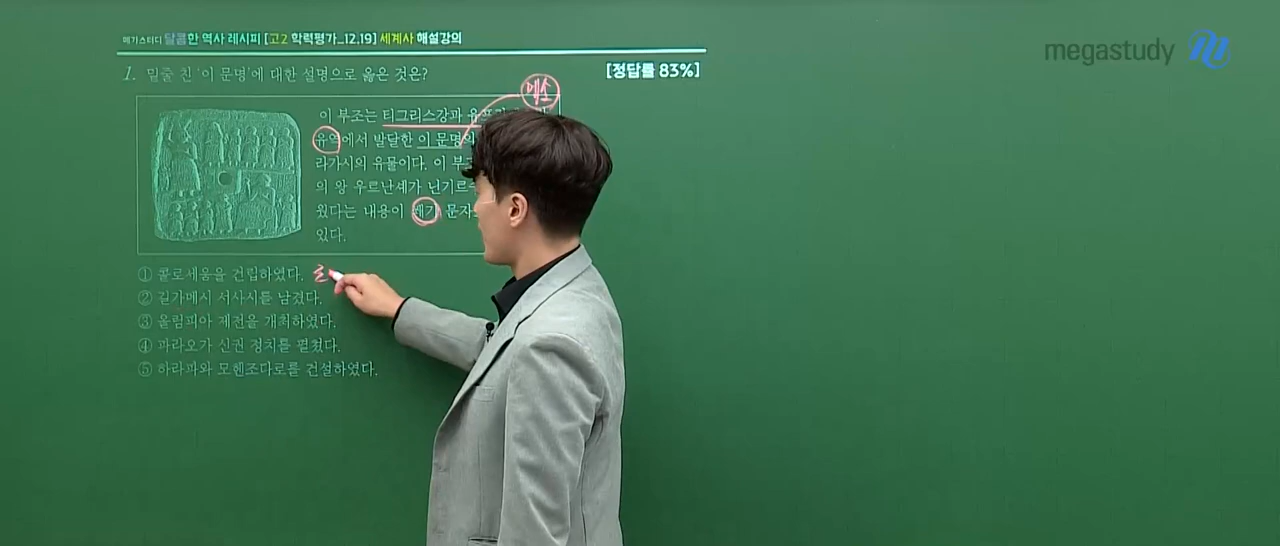 메가스터디 달콤한 역사 레시피 [고2 학력평가_12.19] 세계사 해설강의
megastudy
1. 밑줄 친 '이 문명'에 대한 설명으로 옳은 것은?
[정답률 83%]
메소
이 부조는 티그리스강과
유역에서 발달한 이 문명의
라가시의 유물이다. 이
의 왕 우르난셰가 닌기르
웠다는 내용이 쐐기 문자
있다.
① 콜로세움을 건립하였다. 로
② 길가메시 서사시를 남겼다.
③ 올림피아 제전을 개최하였다.
④ 파라오가 신권 정치를 펼쳤다.
⑤ 하라파와 모헨조다로를 건설하였다.